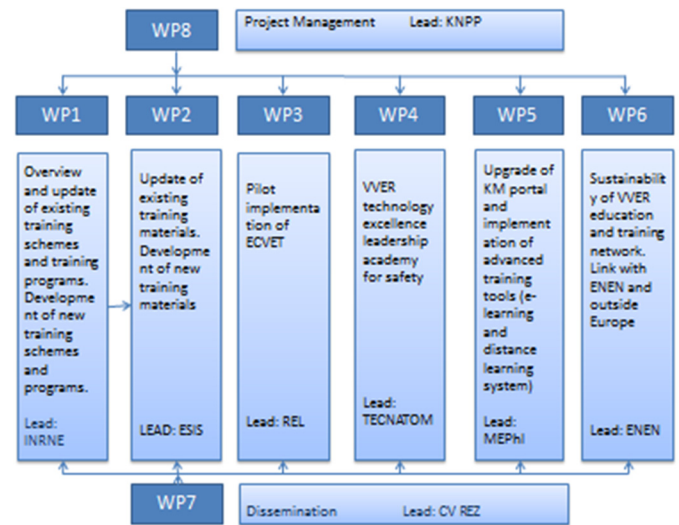 WP8
Project Management Lead: KNPP
WP1
WP2
WP3
WP4
WP5
WP6
Overview
and update
of existing
training
schemes
and training
programs.
Developme
nt of new
training
schemes
and
programs.
Lead:
INRNE
Update of
existing
training
materials.
Developme
nt of new
training
materials
LEAD: ESIS
Pilot
implementa
tion of
ECVET
Lead: REL
VVER
technology
excellence
leadership
academy
for safety
Lead:
TECNATOM
Upgrade of
KM portal
and
implement
ation of
advanced
training
tools (e-
learning
and
distance
learning
system)
Lead:
MEPhI
Sustainabilit
y of VVER
education
and training
network.
Link with
ENEN and
outside
Europe
Lead: ENEN
WP7
Dissemination Lead: CV REZ